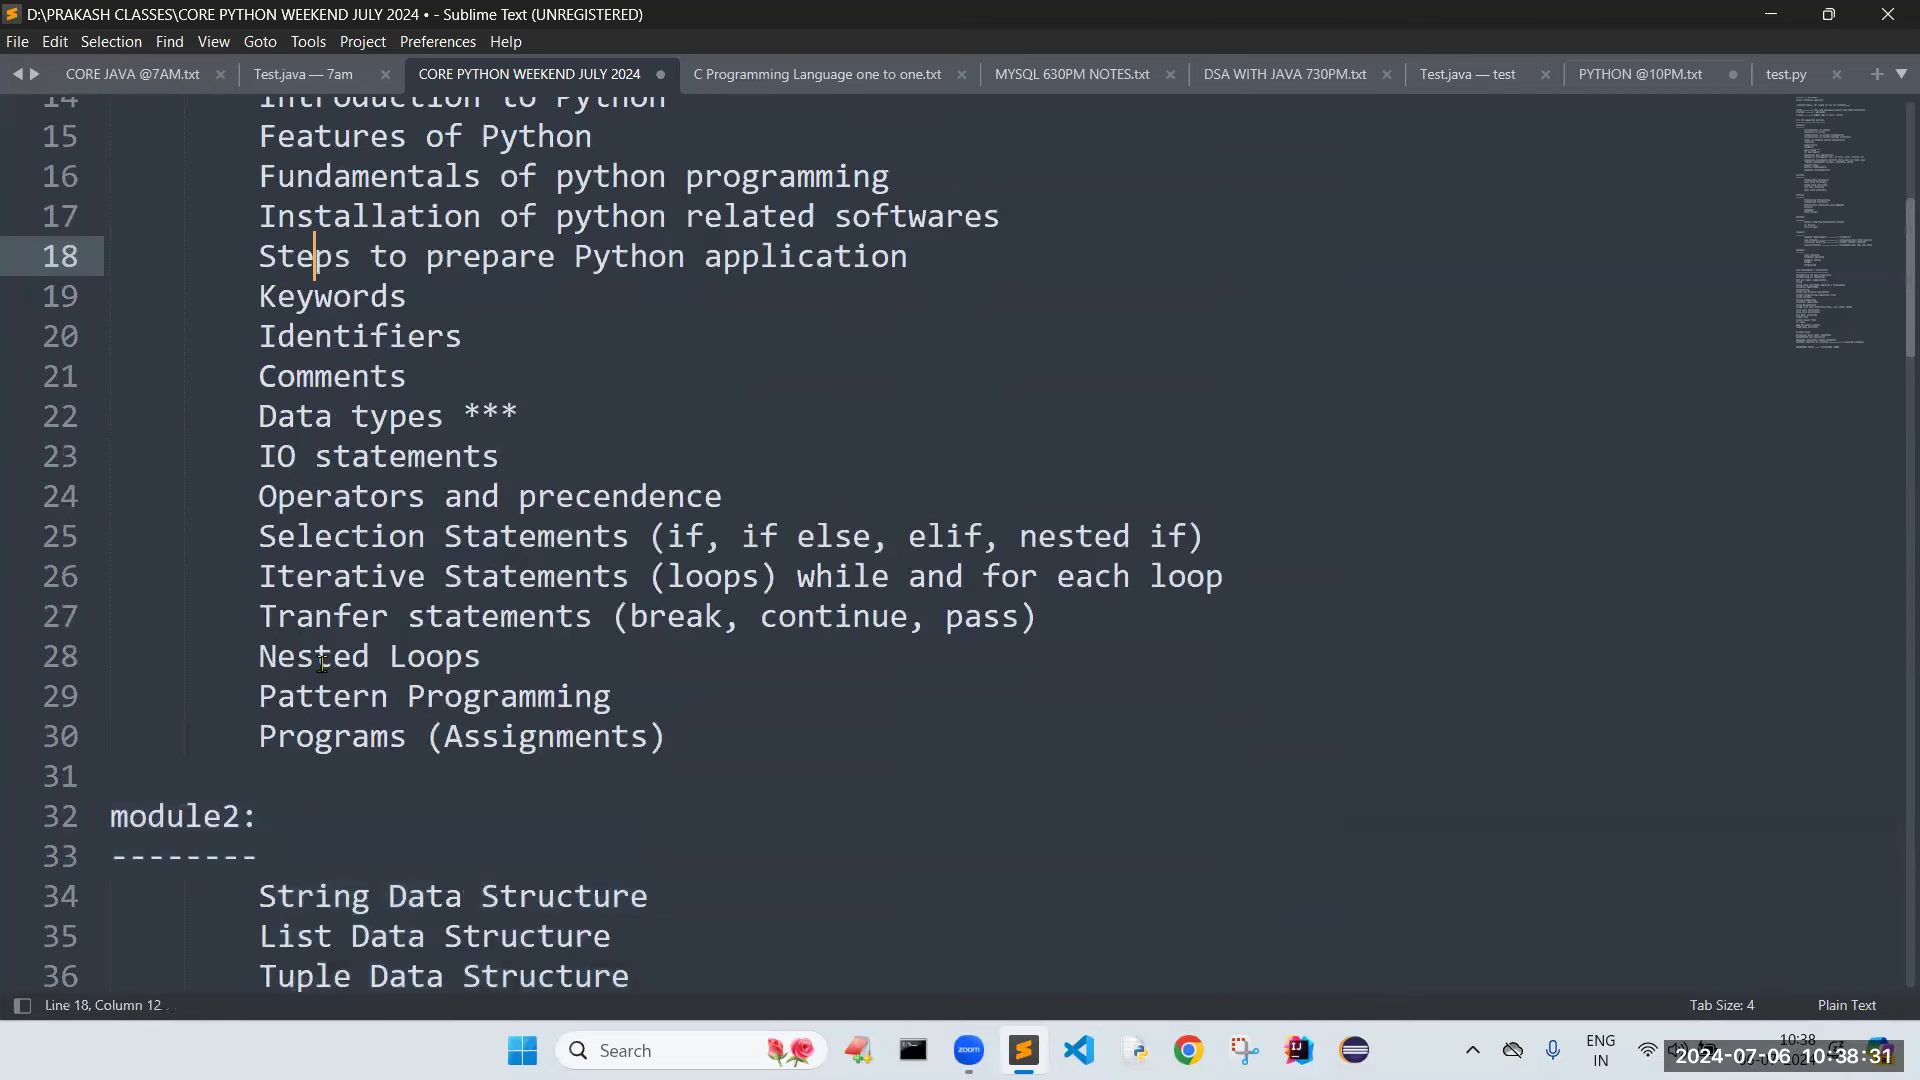 D:\PRAKASH CLASSES\CORE PYTHON WEEKEND JULY 2024 • - Sublime Text (UNREGISTERED)
File Edit Selection Find View Goto Tools Project Preferences Help
CORE JAVA @7AM.txt Test.java — 7am CORE PYTHON WEEKEND JULY 2024 C Programming Language one to one.txt MYSQL 630PM NOTES.txt DSA WITH JAVA 730PM.txt Test.java — test PYTHON @10PM.txt test.py
14 Introduction to Python
15 Features of Python
16 Fundamentals of python programming
17 Installation of python related softwares
18 Steps to prepare Python application
19 Keywords
20 Identifiers
21 Comments
22 Data types ***
23 IO statements
24 Operators and precendence
25 Selection Statements (if, if else, elif, nested if)
26 Iterative Statements (loops) while and for each loop
27 Tranfer statements (break, continue, pass)
28 Nested Loops
29 Pattern Programming
30 Programs (Assignments)
31
32 module2:
33 --------
34 String Data Structure
35 List Data Structure
36 Tuple Data Structure
Line 18, Column 12
Tab Size: 4 Plain Text
Search
zoom
ENG
IN
10:38
2024-07-06 10:38:31